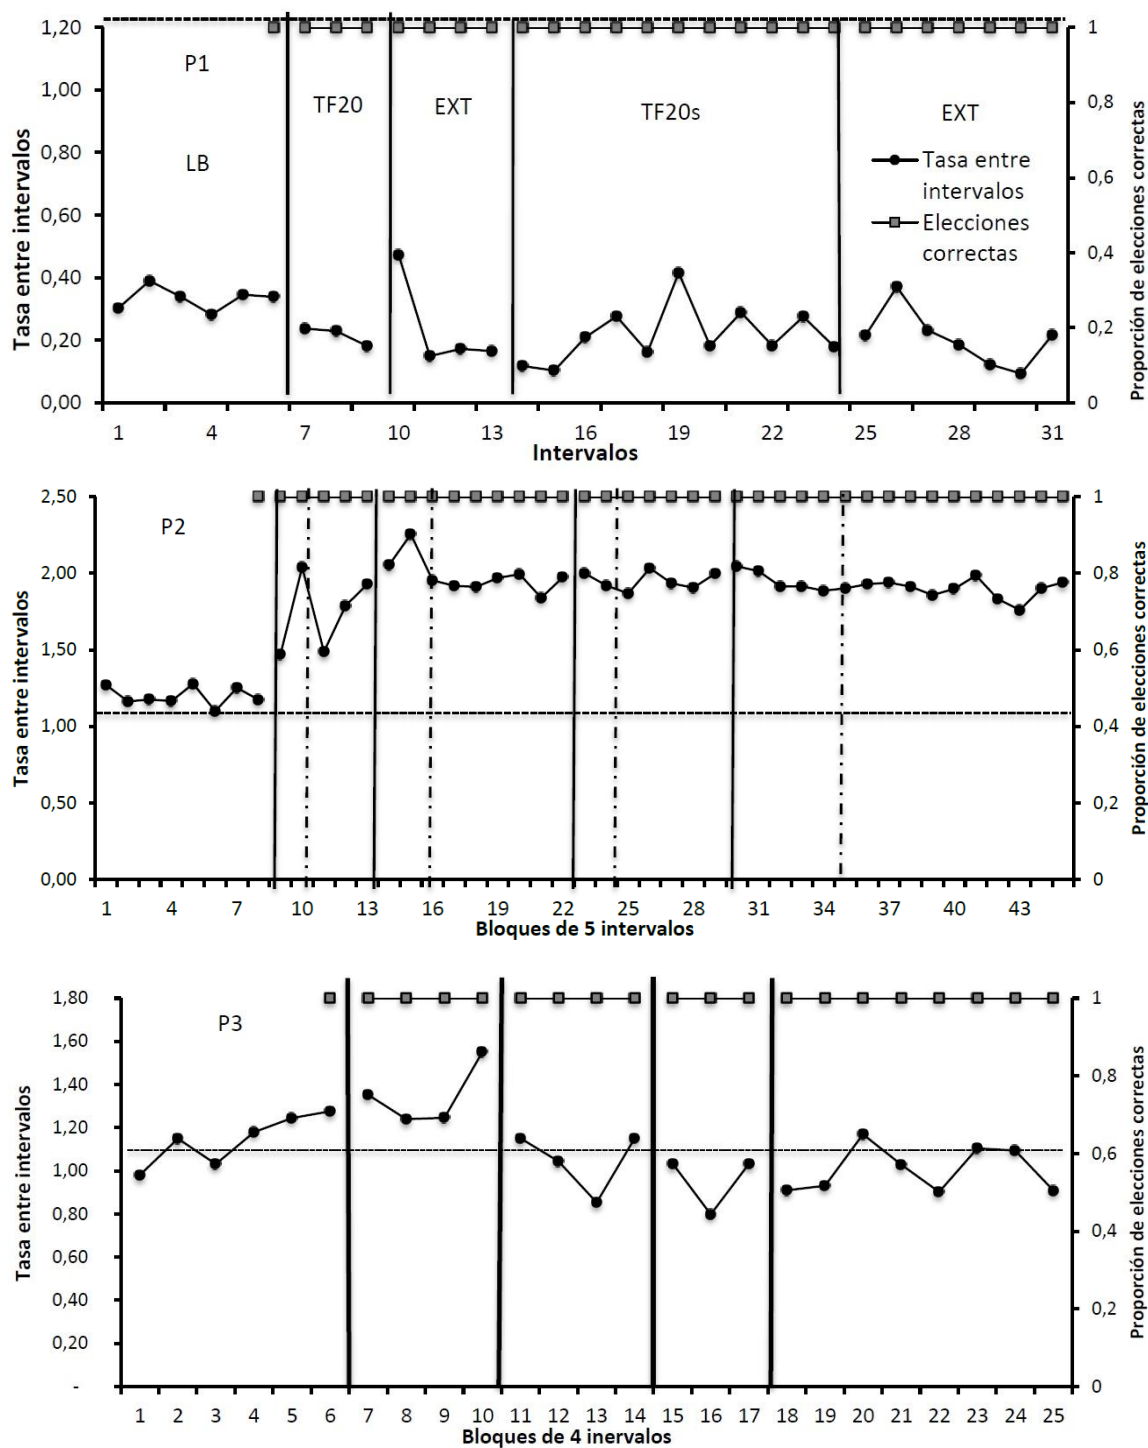 1,20
1,00
0,80
0,60
0,40
0,20
0,00
Tasa entre intervalos
P1
LB
TF20
EXT
TF20s
EXT
Tasa entre
intervalos
Elecciones
correctas
1
0,8
0,6
0,4
0,2
0
Proporción de elecciones correctas
1 4 7 10 13 16 19 22 25 28 31
Intervalos
2,50
2,00
1,50
1,00
0,50
0,00
Tasa entre intervalos
P2
1
0,8
0,6
0,4
0,2
0
Proporción de elecciones correctas
1 4 7 10 13 16 19 22 25 28 31 34 37 40 43
Bloques de 5 intervalos
1,80
1,60
1,40
1,20
1,00
0,80
0,60
0,40
0,20
-
Tasa entre intervalos
P3
1
0,8
0,6
0,4
0,2
0
Proporción de elecciones correctas
1 2 3 4 5 6 7 8 9 10 11 12 13 14 15 16 17 18 19 20 21 22 23 24 25
Bloques de 4 inervalos